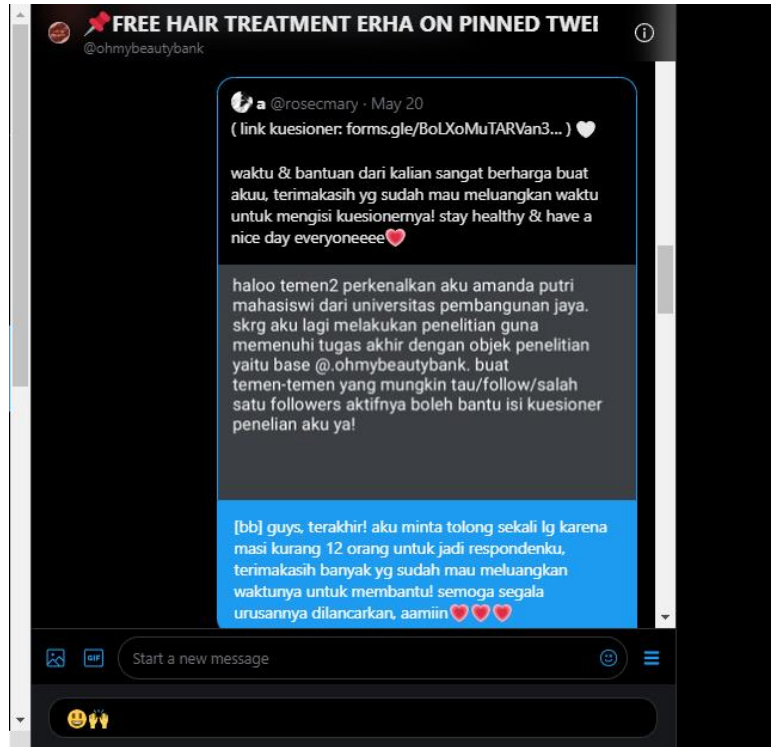 📌FREE HAIR TREATMENT ERHA ON PINNED TWE
@ohmybeautybank
a @rosecmary · May 20
( link kuesioner: forms.gle/BoLXoMuTARVan3... ) 🤍
waktu & bantuan dari kalian sangat berharga buat
akuu, terimakasih yg sudah mau meluangkan waktu
untuk mengisi kuesionernya! stay healthy & have a
nice day everyoneeee💗
haloo temen2 perkenalkan aku amanda putri
mahasiswi dari universitas pembangunan jaya.
skrg aku lagi melakukan penelitian guna
memenuhi tugas akhir dengan objek penelitian
yaitu base @.ohmybeautybank. buat
temen-temen yang mungkin tau/follow/salah
satu followers aktifnya boleh bantu isi kuesioner
penelian aku ya!
[bb] guys, terakhir! aku minta tolong sekali lg karena
masi kurang 12 orang untuk jadi respondenku,
terimakasih banyak yg sudah mau meluangkan
waktunya untuk membantu! semoga segala
urusannya dilancarkan, aamiin💗💗💗
GIF
Start a new message
😃🙌